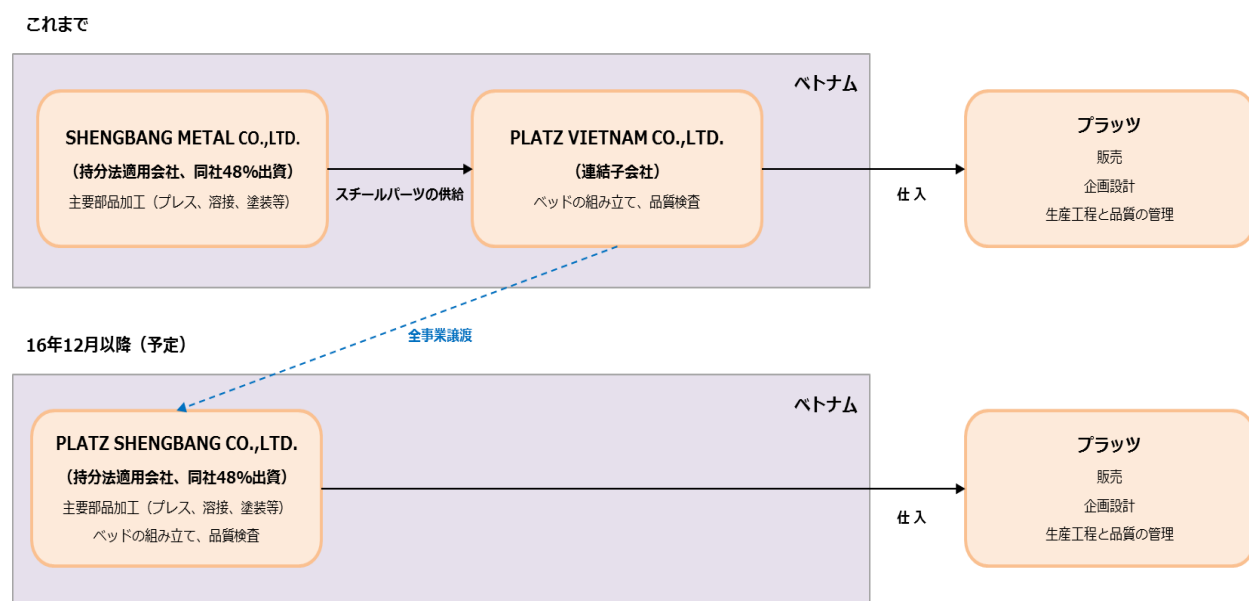 これまで
ベトナム
SHENGBANG METAL CO.,LTD.
（持分法適用会社、同社48%出資）
主要部品加工（プレス、溶接、塗装等）
スチールパーツの供給
PLATZ VIETNAM CO.,LTD.
（連結子会社）
ベッドの組み立て、品質検査
仕入
プラッツ
販売
企画設計
生産工程と品質の管理
全事業譲渡
16年12月以降（予定）
ベトナム
PLATZ SHENGBANG CO.,LTD.
（持分法適用会社、同社48%出資）
主要部品加工（プレス、溶接、塗装等）
ベッドの組み立て、品質検査
仕入
プラッツ
販売
企画設計
生産工程と品質の管理